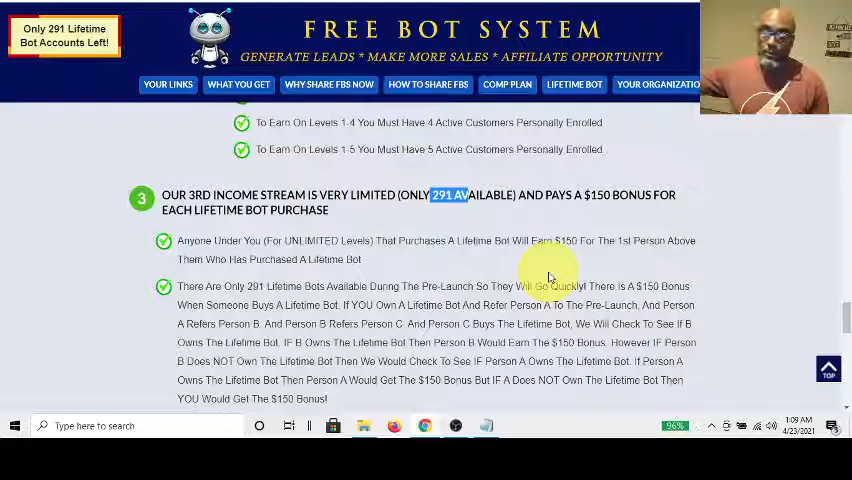 Only 291 Lifetime
Bot Accounts Left!
FREE BOT SYSTEM
GENERATE LEADS * MAKE MORE SALES * AFFILIATE OPPORTUNITY
YOUR LINKS WHAT YOU GET WHY SHARE FBS NOW HOW TO SHARE FBS COMP PLAN LIFETIME BOT YOUR ORGANIZATIO
To Earn On Levels 1-4 You Must Have 4 Active Customers Personally Enrolled
To Earn On Levels 1-5 You Must Have 5 Active Customers Personally Enrolled
3 OUR 3RD INCOME STREAM IS VERY LIMITED (ONLY 291 AVAILABLE) AND PAYS A $150 BONUS FOR
EACH LIFETIME BOT PURCHASE
Anyone Under You (For UNLIMITED Levels) That Purchases A Lifetime Bot Will Earn $150 For The 1st Person Above
Them Who Has Purchased A Lifetime Bot
There Are Only 291 Lifetime Bots Available During The Pre-Launch So They Will Go Quickly! There Is A $150 Bonus
When Someone Buys A Lifetime Bot. If YOU Own A Lifetime Bot And Refer Person A To The Pre-Launch, And Person
A Refers Person B. And Person B Refers Person C. And Person C Buys The Lifetime Bot, We Will Check To See If B
Owns The Lifetime Bot. IF B Owns The Lifetime Bot Then Person B Would Earn The $150 Bonus. However IF Person
B Does NOT Own The Lifetime Bot Then We Would Check To See IF Person A Owns The Lifetime Bot. If Person A
Owns The Lifetime Bot Then Person A Would Get The $150 Bonus But IF A Does NOT Own The Lifetime Bot Then
YOU Would Get The $150 Bonus!
TOP
Type here to search
96%
1:09 AM
4/23/2021